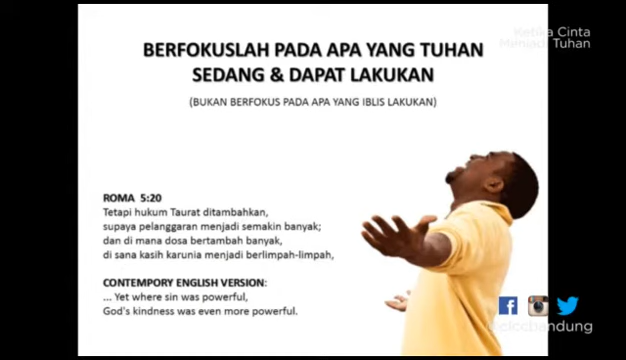 Ketika Cinta
Menjadi Tuhan
BERFOKUSLAH PADA APA YANG TUHAN
SEDANG & DAPAT LAKUKAN
(BUKAN BERFOKUS PADA APA YANG IBLIS LAKUKAN)
ROMA 5:20
Tetapi hukum Taurat ditambahkan,
supaya pelanggaran menjadi semakin banyak;
dan di mana dosa bertambah banyak,
di sana kasih karunia menjadi berlimpah-limpah,
CONTEMPORY ENGLISH VERSION:
... Yet where sin was powerful,
God's kindness was even more powerful.